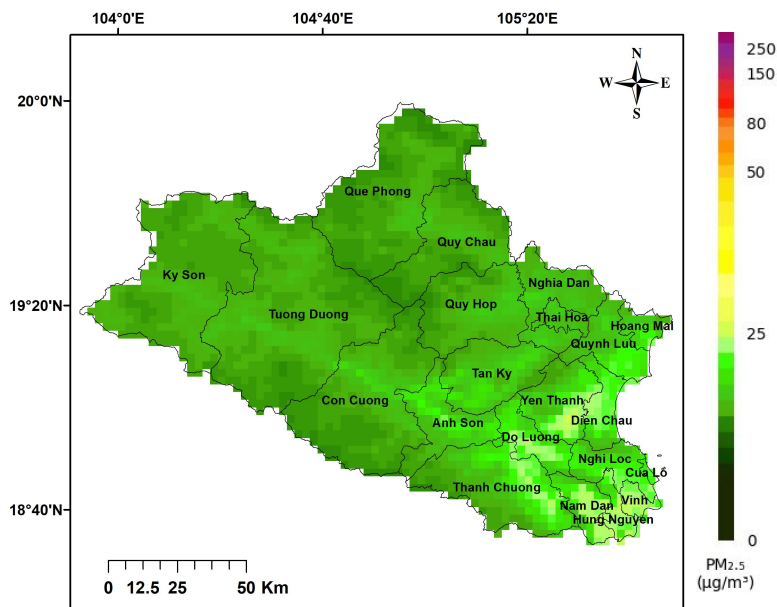 104°0'E 104°40'E 105°20'E
N
W E
S
20°0'N
19°20'N
18°40'N
Que Phong
Quy Chau
Ky Son
Nghia Dan
Quy Hop
Tuong Duong
Thai Hoa
Hoang Mai
Quynh Luu
Tan Ky
Con Cuong
Yen Thanh
Dien Chau
Anh Son
Do Luong
Nghi Loc
Cua Lô
Thanh Chuong
Vinh
Nam Dan
Hung Nguyen
0 12.5 25 50 Km
250
150
80
50
25
0
PM₂.₅
(µg/m³)